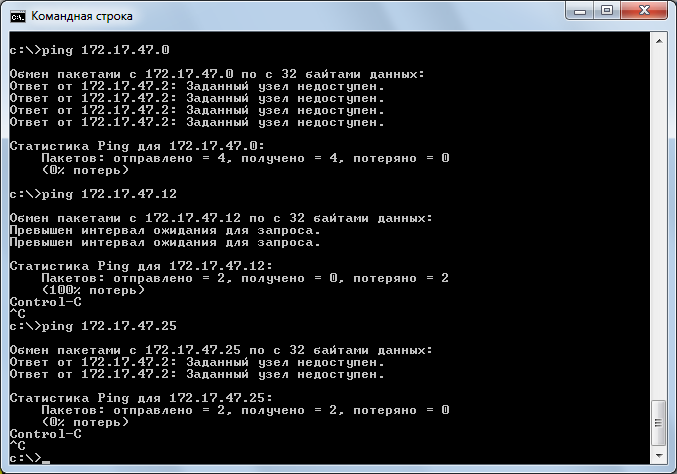 Командная строка
c:\>ping 172.17.47.0
Обмен пакетами с 172.17.47.0 по с 32 байтами данных:
Ответ от 172.17.47.2: Заданный узел недоступен.
Ответ от 172.17.47.2: Заданный узел недоступен.
Ответ от 172.17.47.2: Заданный узел недоступен.
Ответ от 172.17.47.2: Заданный узел недоступен.
Статистика Ping для 172.17.47.0:
Пакетов: отправлено = 4, получено = 4, потеряно = 0
(0% потерь)
c:\>ping 172.17.47.12
Обмен пакетами с 172.17.47.12 по с 32 байтами данных:
Превышен интервал ожидания для запроса.
Превышен интервал ожидания для запроса.
Статистика Ping для 172.17.47.12:
Пакетов: отправлено = 2, получено = 0, потеряно = 2
(100% потерь)
Control-C
^C
c:\>ping 172.17.47.25
Обмен пакетами с 172.17.47.25 по с 32 байтами данных:
Ответ от 172.17.47.2: Заданный узел недоступен.
Ответ от 172.17.47.2: Заданный узел недоступен.
Статистика Ping для 172.17.47.25:
Пакетов: отправлено = 2, получено = 2, потеряно = 0
(0% потерь)
Control-C
^C
c:\>_